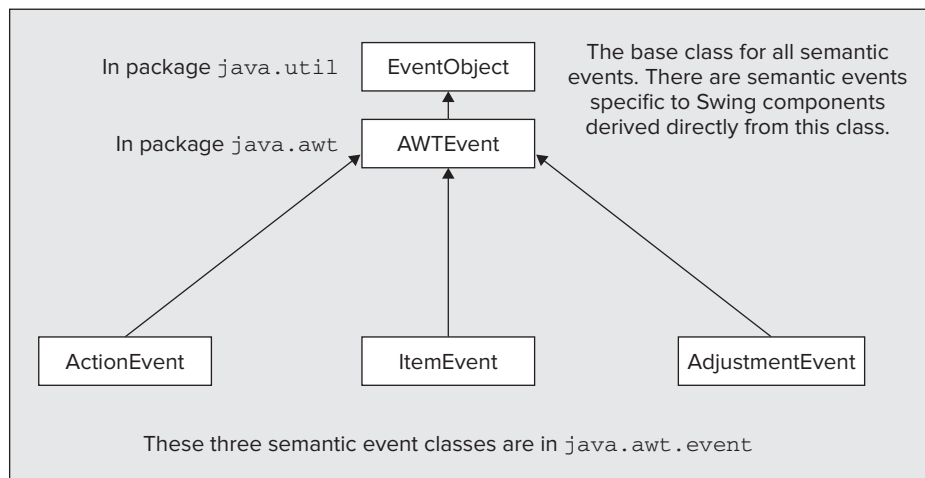 In package java.util
EventObject
The base class for all semantic
events. There are semantic events
specific to Swing components
derived directly from this class.
In package java.awt
AWTEvent
ActionEvent
ItemEvent
AdjustmentEvent
These three semantic event classes are in java.awt.event